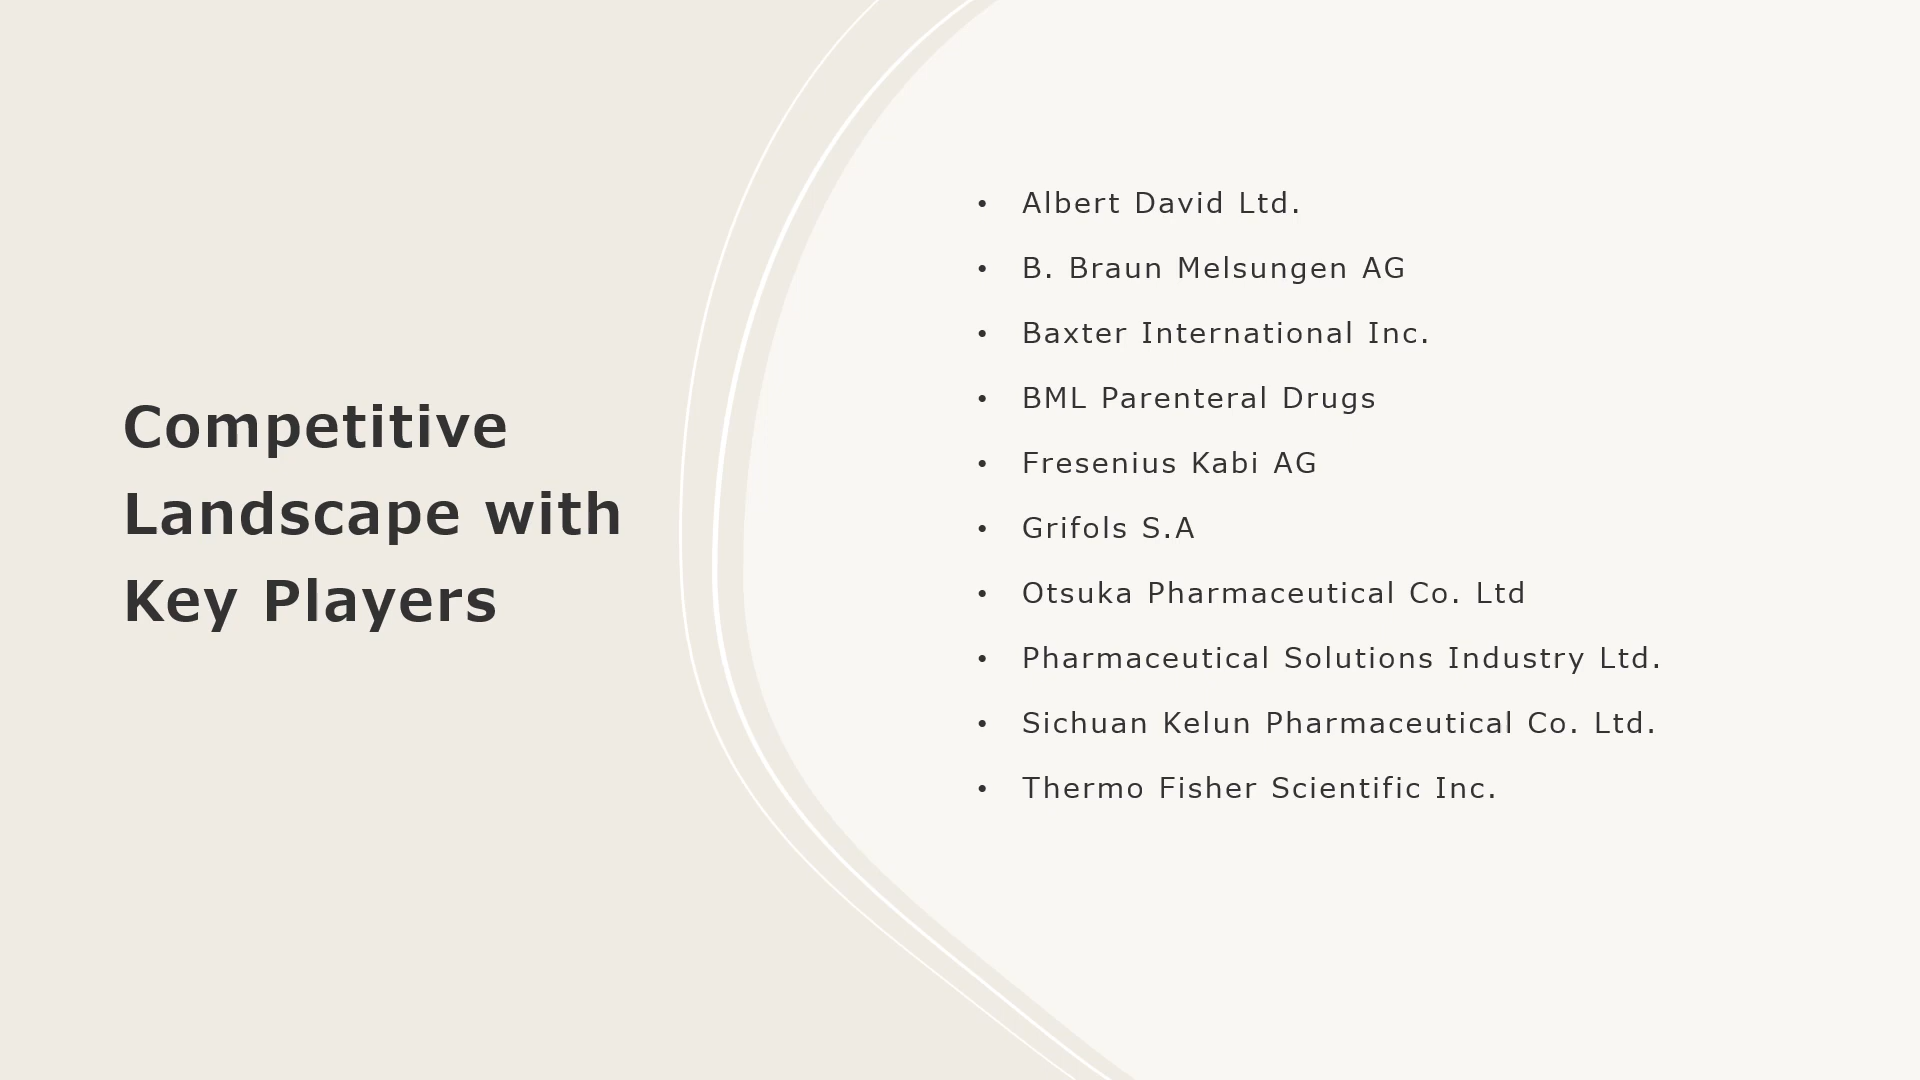 Competitive
Landscape with
Key Players
• Albert David Ltd.
• B. Braun Melsungen AG
• Baxter International Inc.
• BML Parenteral Drugs
• Fresenius Kabi AG
• Grifols S.A
• Otsuka Pharmaceutical Co. Ltd
• Pharmaceutical Solutions Industry Ltd.
• Sichuan Kelun Pharmaceutical Co. Ltd.
• Thermo Fisher Scientific Inc.